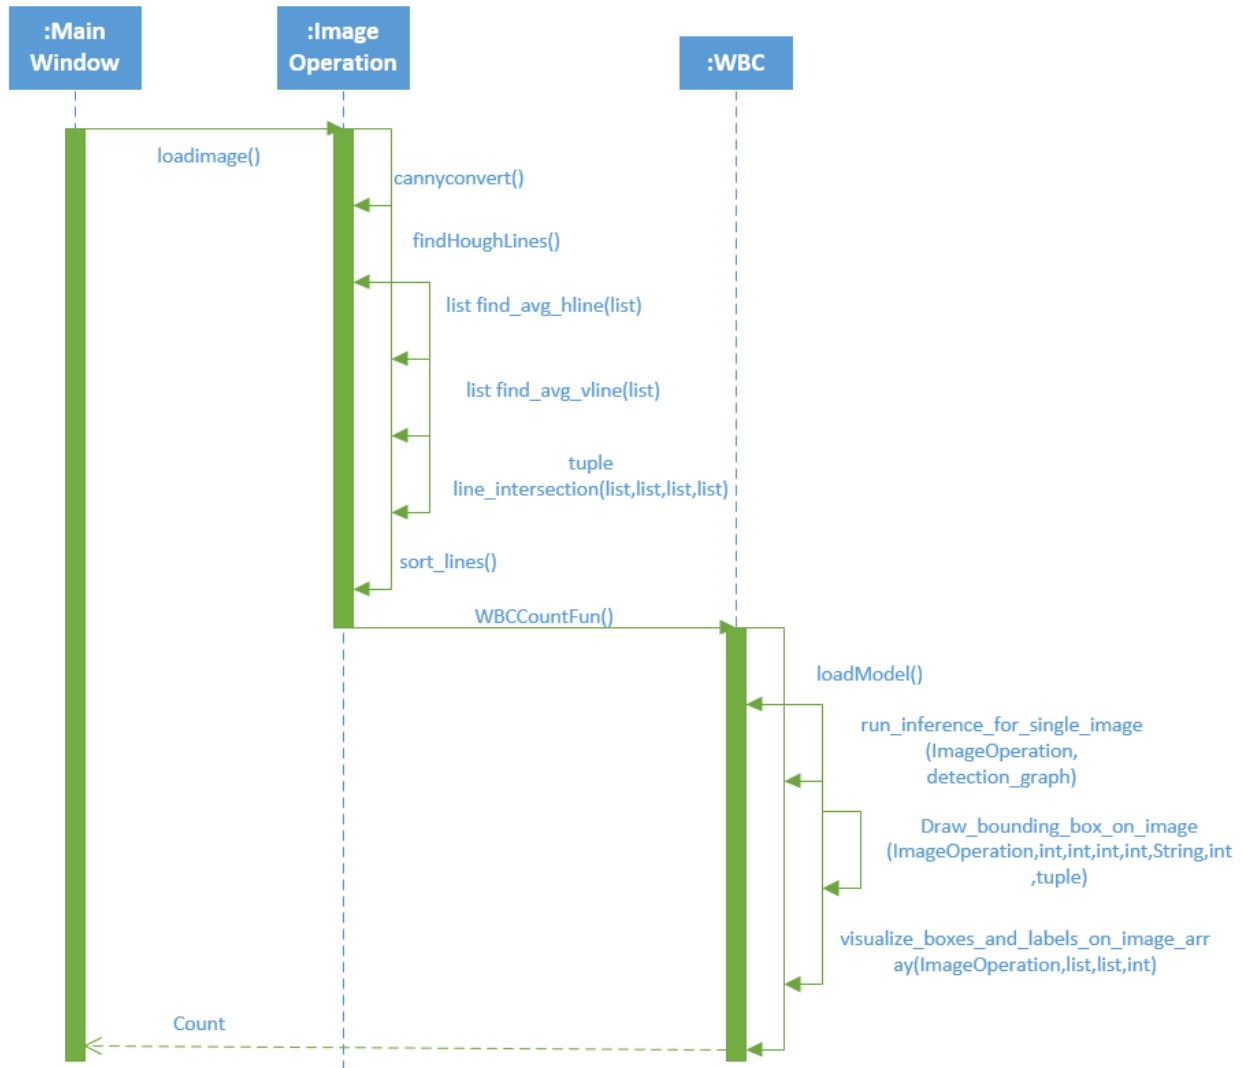 :Main
Window
:Image
Operation
:WBC
loadimage()
cannyconvert()
findHoughLines()
list find_avg_hline(list)
list find_avg_vline(list)
tuple
line_intersection(list,list,list,list)
sort_lines()
WBCCountFun()
loadModel()
run_inference_for_single_image
(ImageOperation,
detection_graph)
Draw_bounding_box_on_image
(ImageOperation,int,int,int,int,String,int
,tuple)
visualize_boxes_and_labels_on_image_arr
ay(ImageOperation,list,list,int)
Count